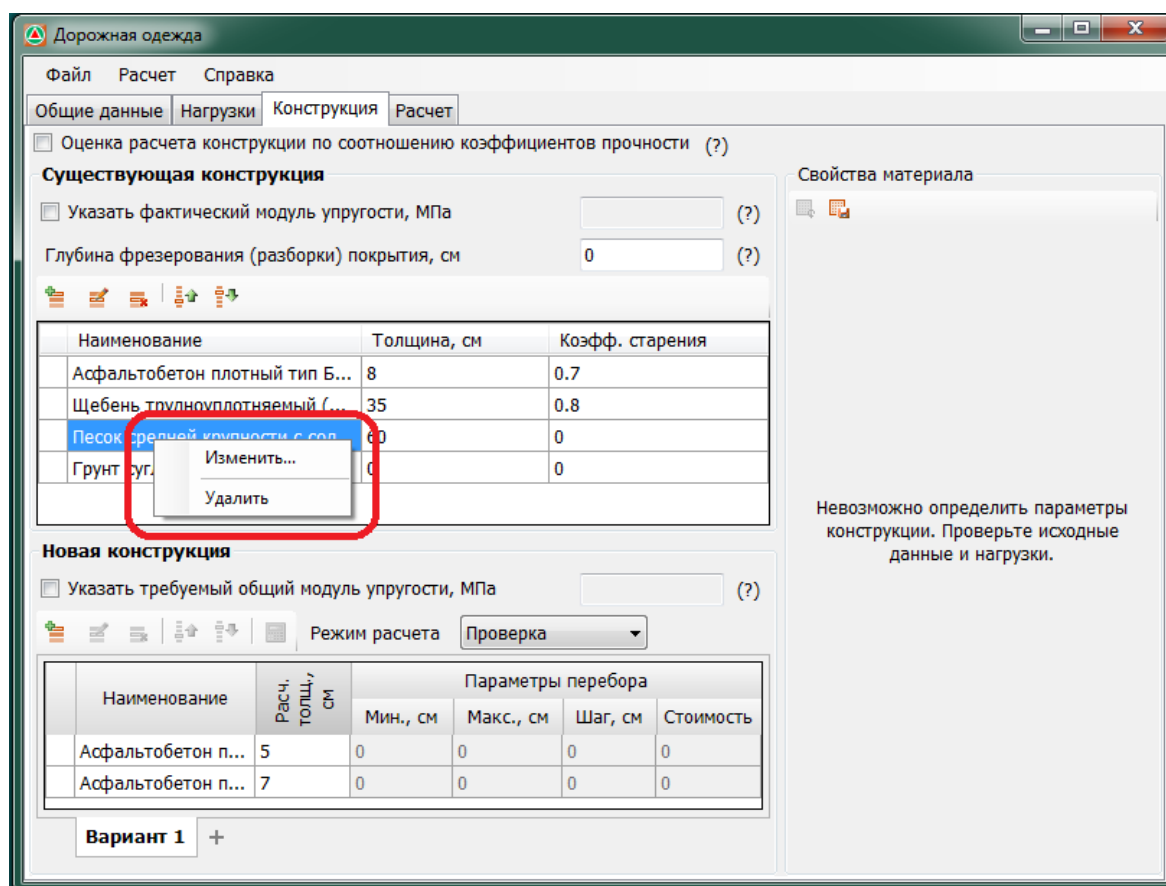 Дорожная одежда
Файл Расчет Справка
Общие данные Нагрузки Конструкция Расчет
Оценка расчета конструкции по соотношению коэффициентов прочности (?)
Существующая конструкция
Указать фактический модуль упругости, МПа (?)
Глубина фрезерования (разборки) покрытия, см 0 (?)
Наименование Толщина, см Коэфф. старения
Асфальтобетон плотный тип Б... 8 0.7
Щебень трудноуплотняемый (... 35 0.8
Песок средней крупности с сод... 60 0
Грунт суг 0 0
Изменить...
Удалить
Новая конструкция
Указать требуемый общий модуль упругости, МПа (?)
Режим расчета Проверка
Наименование Расч. толщ., см Параметры перебора
Мин., см Макс., см Шаг, см Стоимость
Асфальтобетон п... 5 0 0 0 0
Асфальтобетон п... 7 0 0 0 0
Вариант 1 +
Свойства материала
Невозможно определить параметры
конструкции. Проверьте исходные
данные и нагрузки.